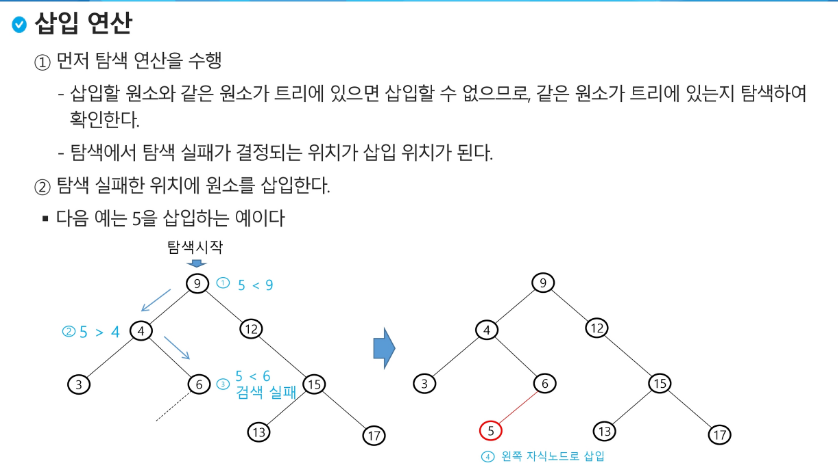 삽입 연산
① 먼저 탐색 연산을 수행
- 삽입할 원소와 같은 원소가 트리에 있으면 삽입할 수 없으므로, 같은 원소가 트리에 있는지 탐색하여
확인한다.
- 탐색에서 탐색 실패가 결정되는 위치가 삽입 위치가 된다.
② 탐색 실패한 위치에 원소를 삽입한다.
▪ 다음 예는 5을 삽입하는 예이다
탐색시작
9 ① 5 < 9
② 5 > 4 4 12
3 6 ③ 5 < 6
검색 실패 15
13 17
9
4 12
3 6 15
5 13 17
④ 왼쪽 자식노드로 삽입